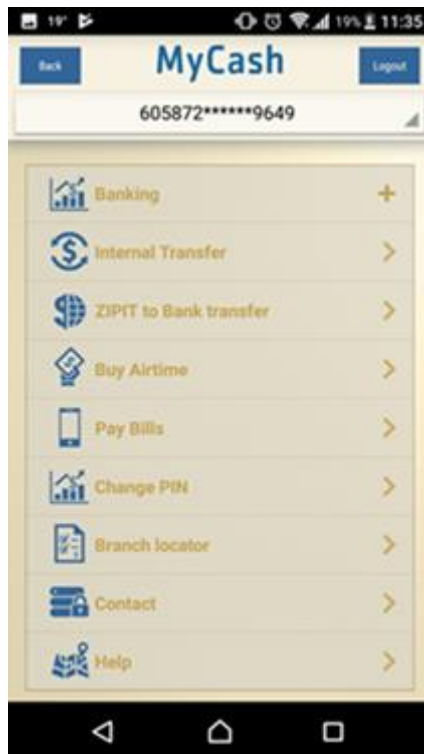 19° 19% 11:35
Back MyCash Logout
605872******9649
Banking
Internal Transfer
ZIPIT to Bank transfer
Buy Airtime
Pay Bills
Change PIN
Branch locator
Contact
Help